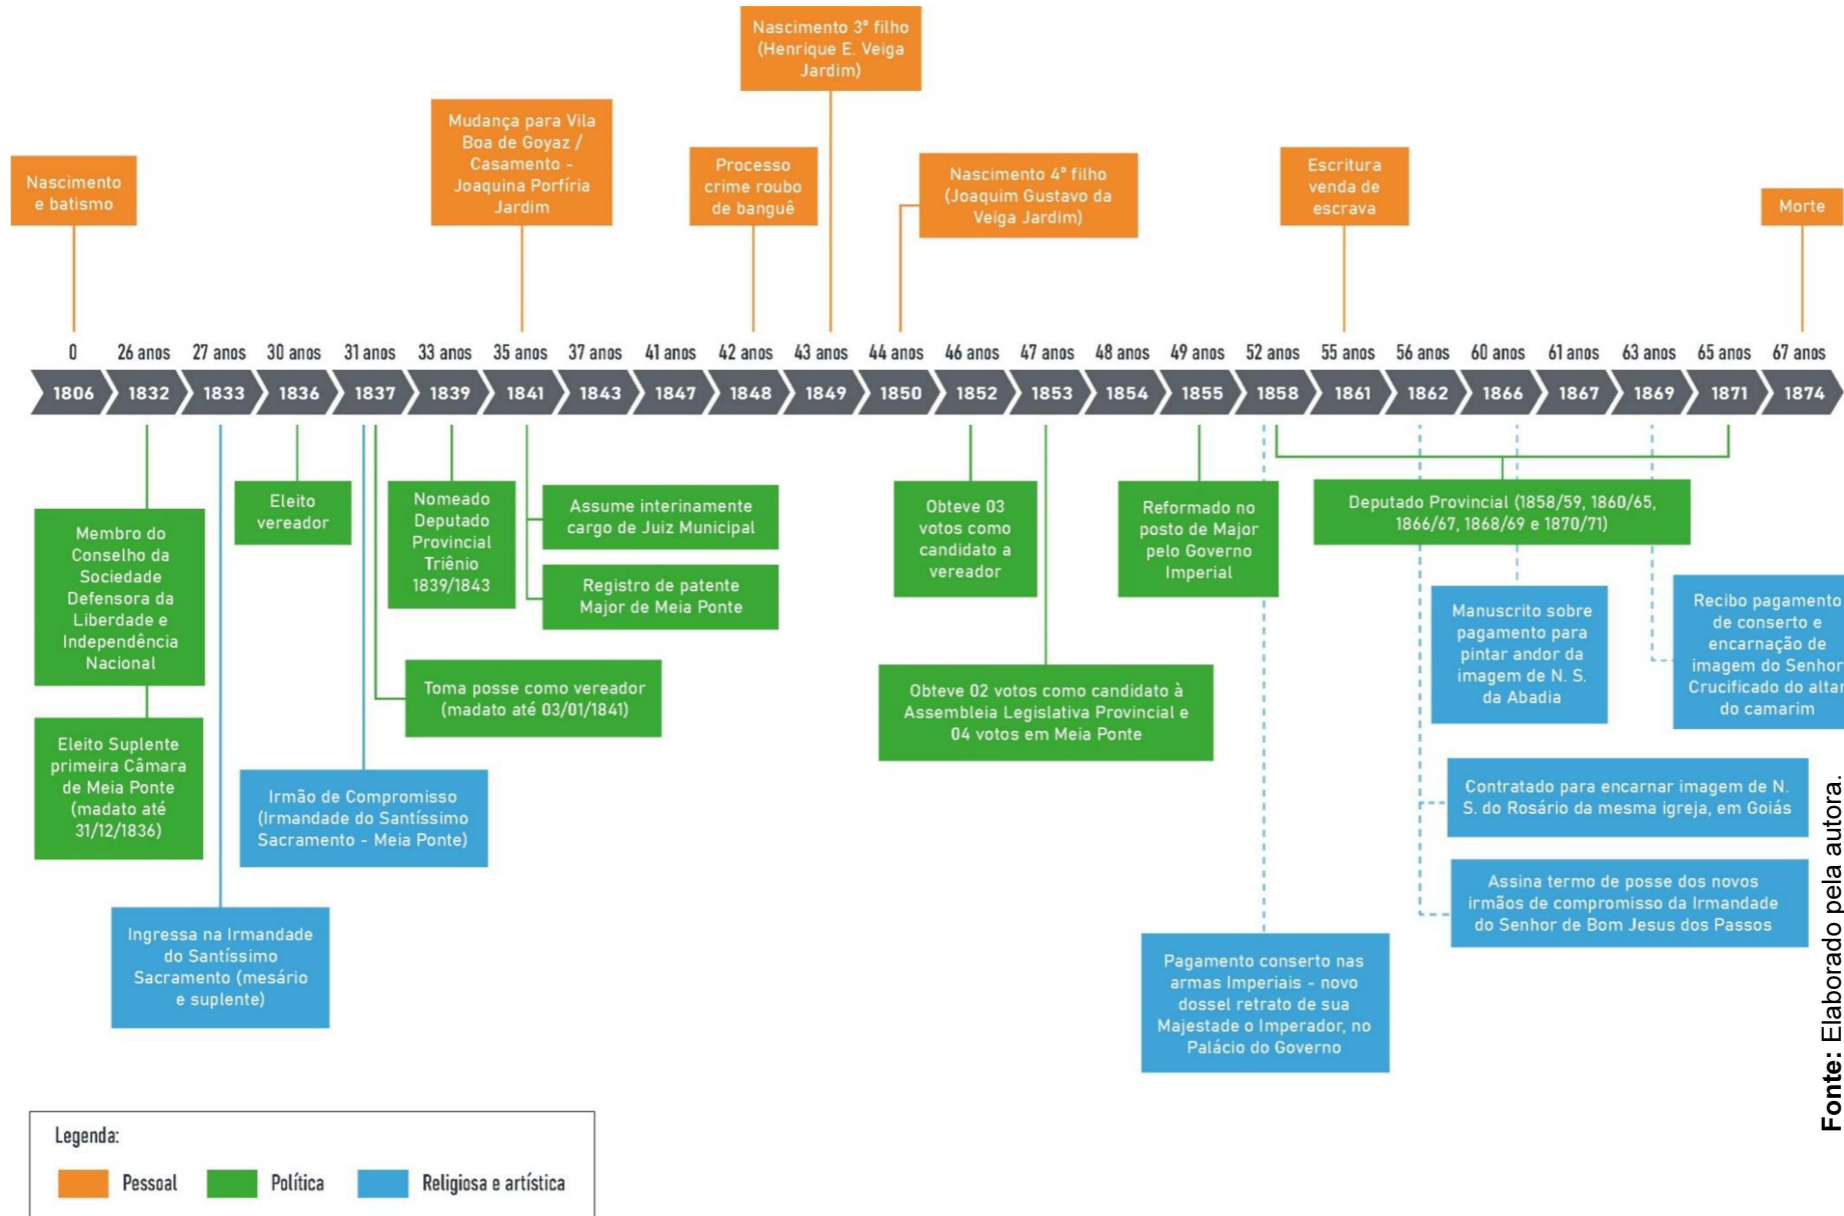 Nascimento 3º filho
(Henrique E. Veiga
Jardim)
Mudança para Vila
Boa de Goyaz /
Casamento -
Joaquina Porfíria
Jardim
Nascimento
e batismo
Processo
crime roubo
de banguê
Nascimento 4º filho
(Joaquim Gustavo da
Veiga Jardim)
Escritura
venda de
escrava
Morte
0 26 anos 27 anos 30 anos 31 anos 33 anos 35 anos 37 anos 41 anos 42 anos 43 anos 44 anos 46 anos 47 anos 48 anos 49 anos 52 anos 55 anos 56 anos 60 anos 61 anos 63 anos 65 anos 67 anos
1806 1832 1833 1836 1837 1839 1841 1843 1847 1848 1849 1850 1852 1853 1854 1855 1858 1861 1862 1866 1867 1869 1871 1874
Membro do
Conselho da
Sociedade
Defensora da
Liberdade e
Independência
Nacional
Eleito Suplente
primeira Câmara
de Meia Ponte
(madato até
31/12/1836)
Ingressa na Irmandade
do Santíssimo
Sacramento (mesário
e suplente)
Eleito
vereador
Irmão de Compromisso
(Irmandade do Santíssimo
Sacramento - Meia Ponte)
Toma posse como vereador
(madato até 03/01/1841)
Nomeado
Deputado
Provincial
Triênio
1839/1843
Assume interinamente
cargo de Juiz Municipal
Registro de patente
Major de Meia Ponte
Obteve 03
votos como
candidato a
vereador
Obteve 02 votos como candidato à
Assembleia Legislativa Provincial e
04 votos em Meia Ponte
Reformado no
posto de Major
pelo Governo
Imperial
Pagamento conserto nas
armas Imperiais - novo
dossel retrato de sua
Majestade o Imperador, no
Palácio do Governo
Deputado Provincial (1858/59, 1860/65,
1866/67, 1868/69 e 1870/71)
Manuscrito sobre
pagamento para
pintar andor da
imagem de N. S.
da Abadia
Recibo pagamento
de conserto e
encarnação de
imagem do Senhor
Crucificado do altar
do camarim
Contratado para encarnar imagem de N.
S. do Rosário da mesma igreja, em Goiás
Assina termo de posse dos novos
irmãos de compromisso da Irmandade
do Senhor de Bom Jesus dos Passos
Fonte: Elaborado pela autora.
Legenda:
Pessoal
Política
Religiosa e artística